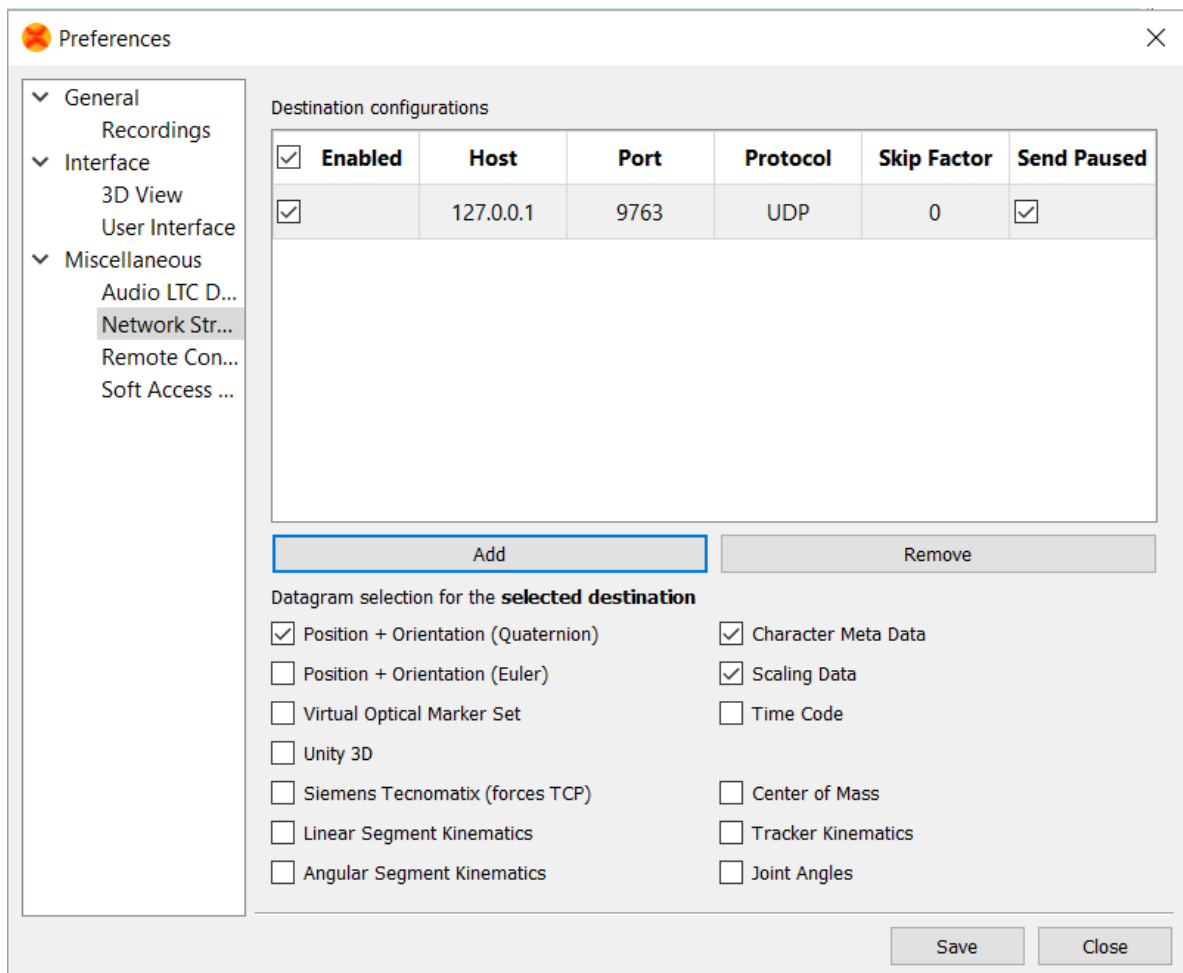 Preferences
General
Recordings
Interface
3D View
User Interface
Miscellaneous
Audio LTC D...
Network Str...
Remote Con...
Soft Access ...
Destination configurations
Enabled Host Port Protocol Skip Factor Send Paused
127.0.0.1 9763 UDP 0
Add Remove
Datagram selection for the selected destination
Position + Orientation (Quaternion) Character Meta Data
Position + Orientation (Euler) Scaling Data
Virtual Optical Marker Set Time Code
Unity 3D
Siemens Tecnomatix (forces TCP) Center of Mass
Linear Segment Kinematics Tracker Kinematics
Angular Segment Kinematics Joint Angles
Save Close